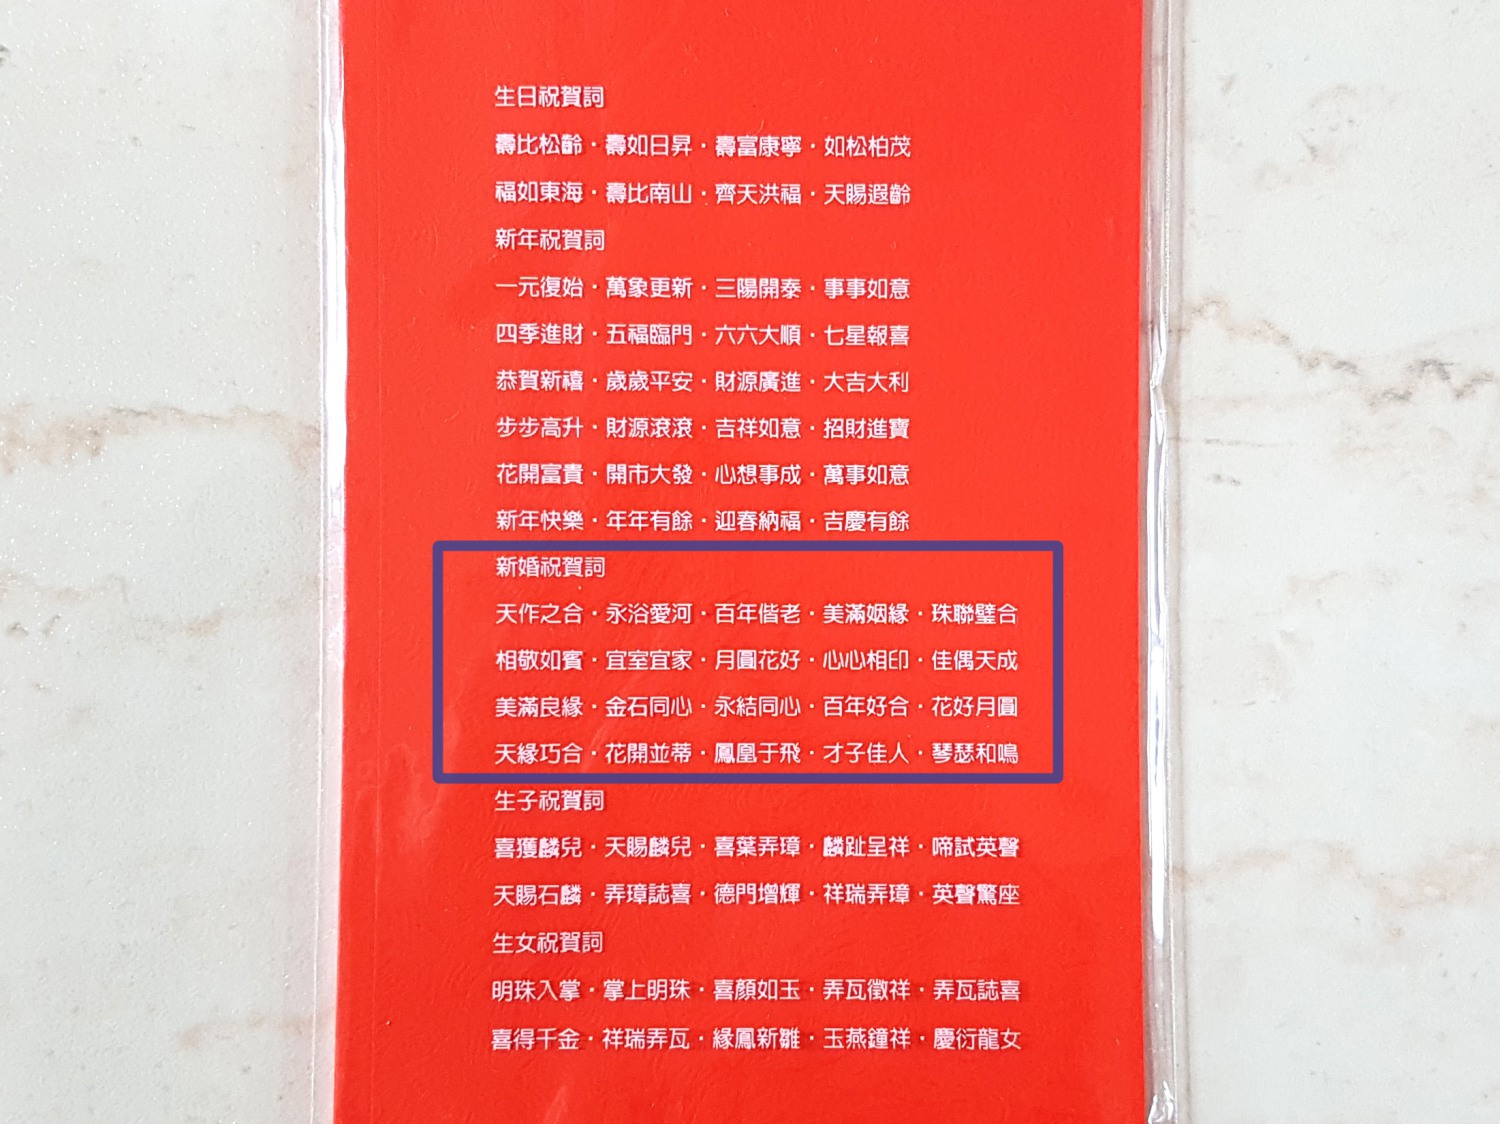 生日祝賀詞
壽比松齡·壽如日昇·壽富康寧·如松柏茂
福如東海·壽比南山·齊天洪福·天賜遐齡
新年祝賀詞
一元復始·萬象更新·三陽開泰·事事如意
四季進財·五福臨門·六六大順·七星報喜
恭賀新禧·歲歲平安·財源廣進·大吉大利
步步高升·財源滾滾·吉祥如意·招財進寶
花開富貴·開市大發·心想事成·萬事如意
新年快樂·年年有餘·迎春納福·吉慶有餘
新婚祝賀詞
天作之合·永浴愛河·百年偕老·美滿姻緣·珠聯璧合
相敬如賓·宜室宜家·月圓花好·心心相印·佳偶天成
美滿良緣·金石同心·永結同心·百年好合·花好月圓
天緣巧合·花開並蒂·鳳凰于飛·才子佳人·琴瑟和鳴
生子祝賀詞
喜獲麟兒·天賜麟兒·喜葉弄璋·麟趾呈祥·啼試英聲
天賜石麟·弄璋誌喜·德門增輝·祥瑞弄璋·英聲驚座
生女祝賀詞
明珠入掌·掌上明珠·喜顏如玉·弄瓦徵祥·弄瓦誌喜
喜得千金·祥瑞弄瓦·緣鳳新雛·玉燕鐘祥·慶衍龍女